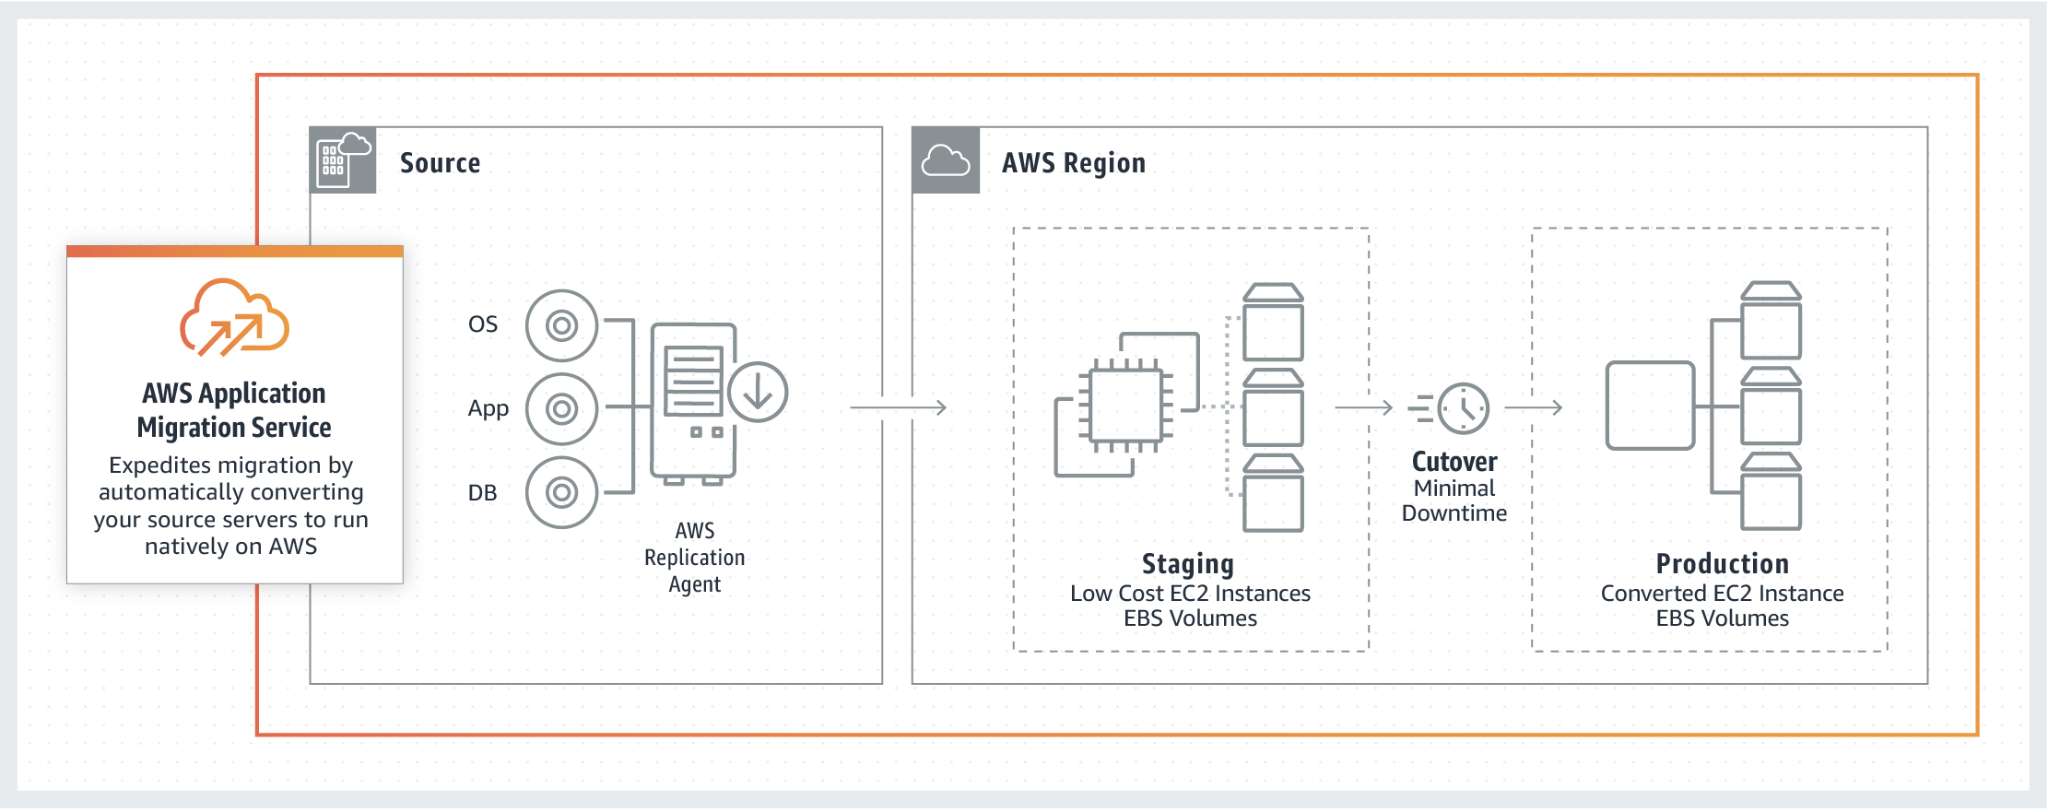 AWS Application
Migration Service
Expedites migration by
automatically converting
your source servers to run
natively on AWS
Source
OS
App
DB
AWS
Replication
Agent
AWS Region
Staging
Low Cost EC2 Instances
EBS Volumes
Cutover
Minimal
Downtime
Production
Converted EC2 Instance
EBS Volumes